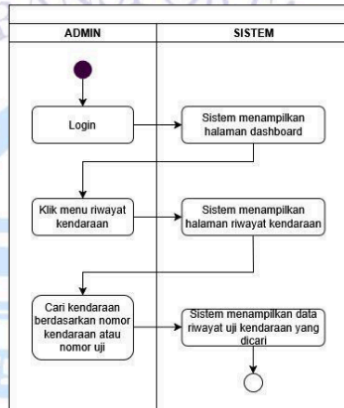 ADMIN
SISTEM
Login
Sistem menampilkan
halaman dashboard
Klik menu riwayat
kendaraan
Sistem menampilkan
halaman riwayat kendaraan
Cari kendaraan
berdasarkan nomor
kendaraan atau
nomor uji
Sistem menampilkan data
riwayat uji kendaraan yang
dicari